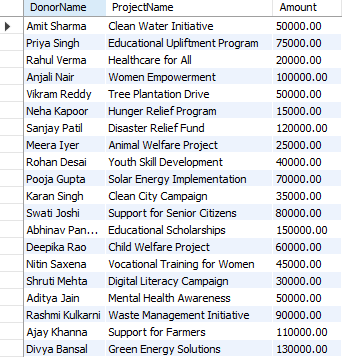 DonorName ProjectName Amount
Amit Sharma Clean Water Initiative 50000.00
Priya Singh Educational Upliftment Program 75000.00
Rahul Verma Healthcare for All 20000.00
Anjali Nair Women Empowerment 100000.00
Vikram Reddy Tree Plantation Drive 50000.00
Neha Kapoor Hunger Relief Program 15000.00
Sanjay Patil Disaster Relief Fund 120000.00
Meera Iyer Animal Welfare Project 25000.00
Rohan Desai Youth Skill Development 40000.00
Pooja Gupta Solar Energy Implementation 70000.00
Karan Singh Clean City Campaign 35000.00
Swati Joshi Support for Senior Citizens 80000.00
Abhinav Pan... Educational Scholarships 150000.00
Deepika Rao Child Welfare Project 60000.00
Nitin Saxena Vocational Training for Women 45000.00
Shruti Mehta Digital Literacy Campaign 30000.00
Aditya Jain Mental Health Awareness 50000.00
Rashmi Kulkarni Waste Management Initiative 90000.00
Ajay Khanna Support for Farmers 110000.00
Divya Bansal Green Energy Solutions 130000.00